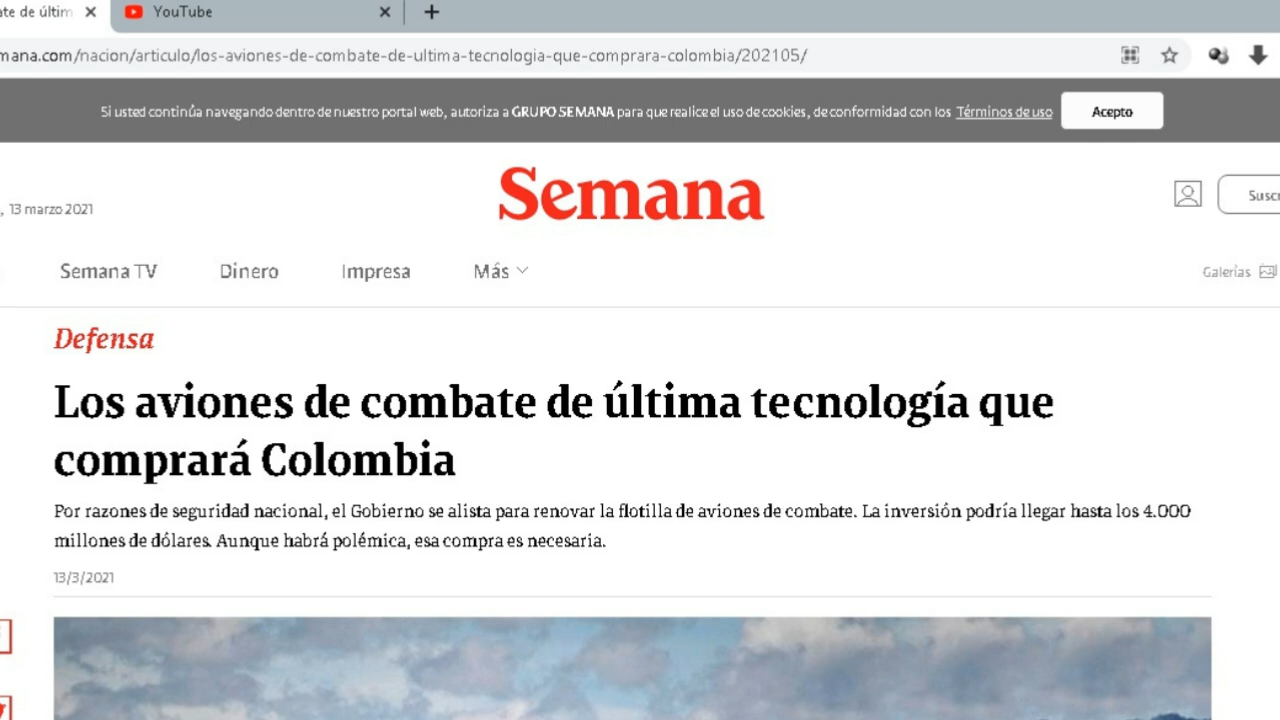 te de últim
YouTube
mana.com/nacion/articulo/los-aviones-de-combate-de-ultima-tecnologia-que-comprara-colombia/202105/
Si usted continúa navegando dentro de nuestro portal web, autoriza a GRUPO SEMANA para que realice el uso de cookies, de conformidad con los Términos de uso
Acepto
, 13 marzo 2021
Semana
Suscr
Semana TV
Dinero
Impresa
Más
Galerías
Defensa
Los aviones de combate de última tecnología que
comprará Colombia
Por razones de seguridad nacional, el Gobierno se alista para renovar la flotilla de aviones de combate. La inversión podría llegar hasta los 4.000
millones de dólares. Aunque habrá polémica, esa compra es necesaria.
13/3/2021